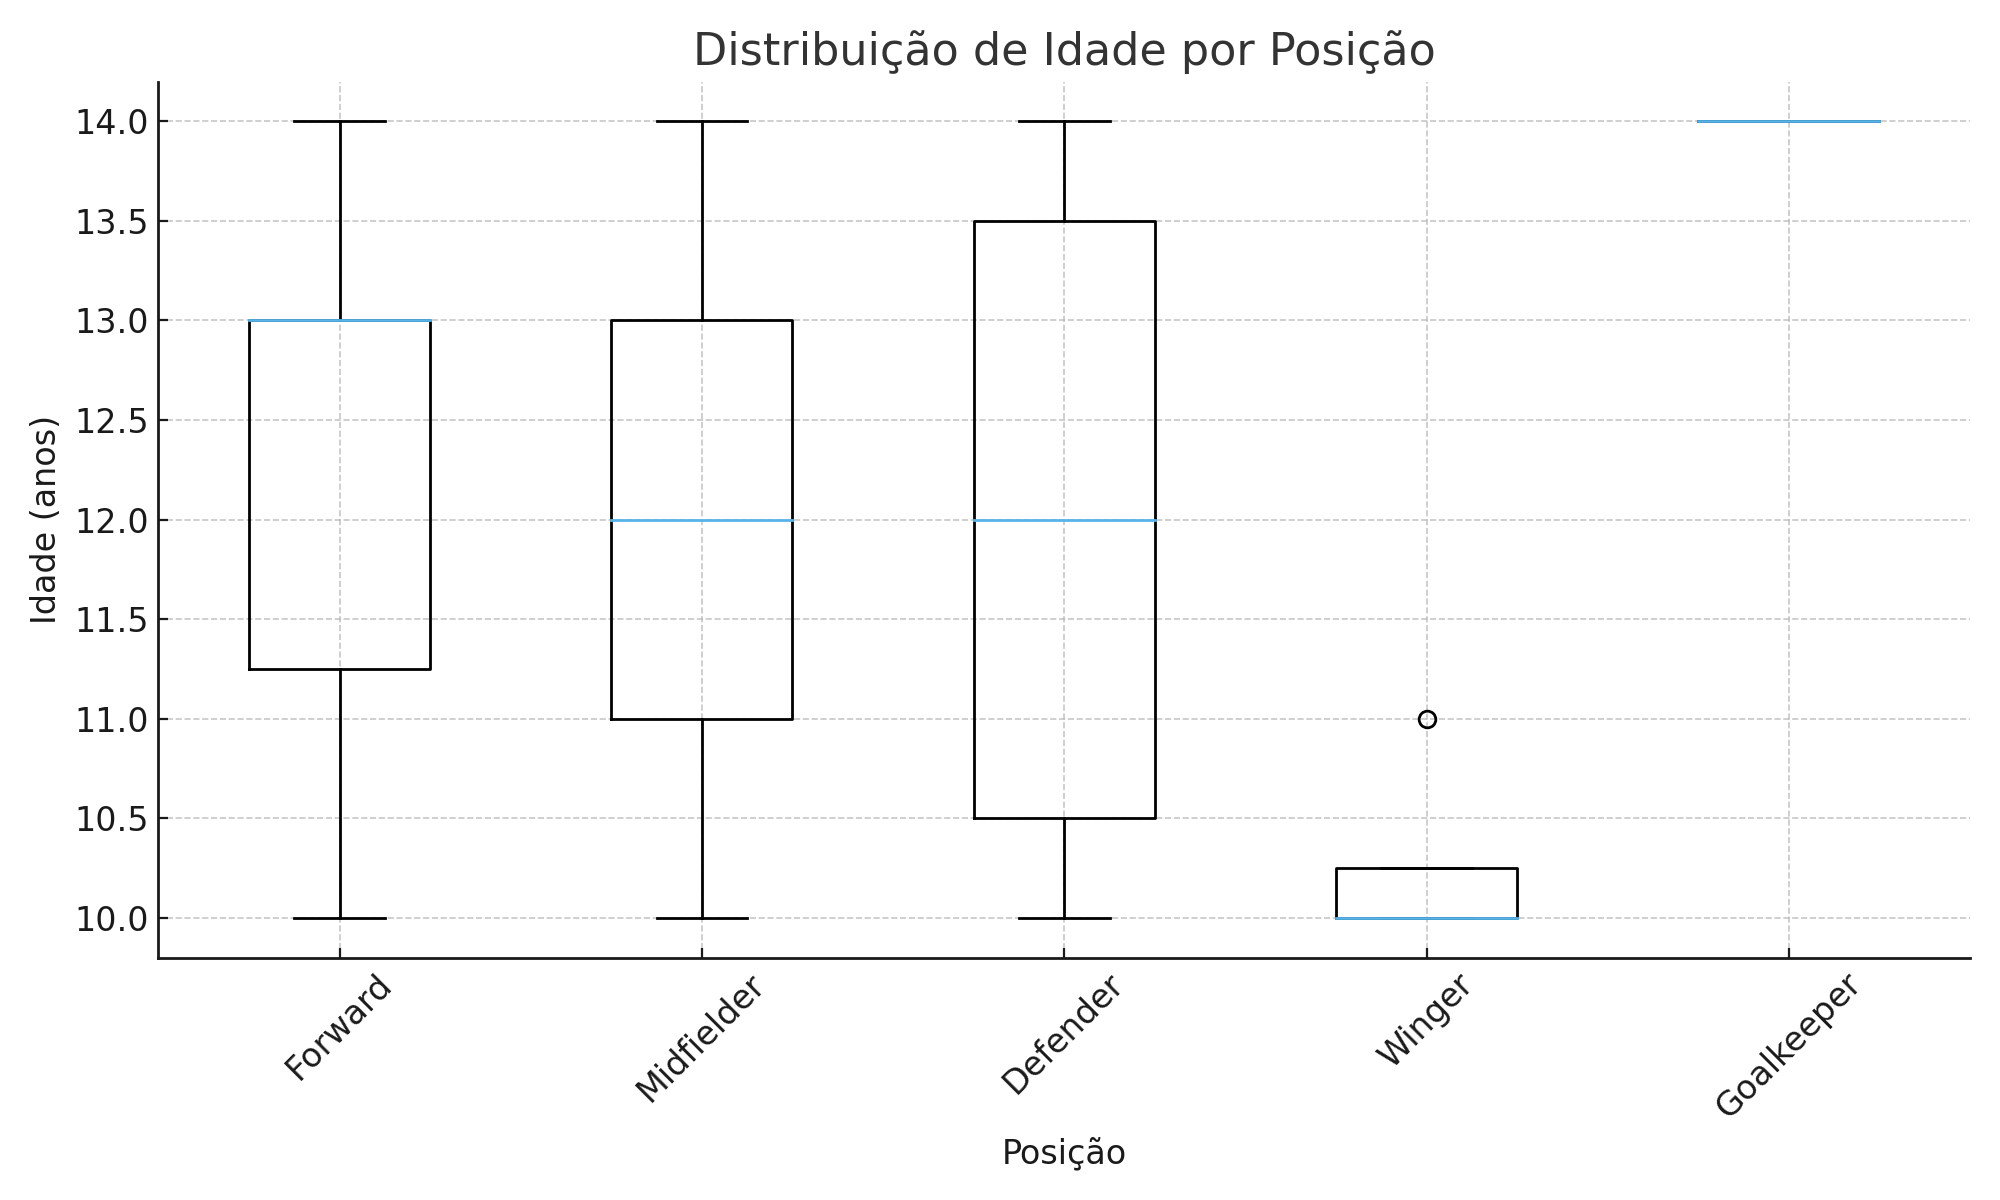 Distribuição de Idade por Posição
Idade (anos)
14.0
13.5
13.0
12.5
12.0
11.5
11.0
10.5
10.0
Forward
Midfielder
Defender
Winger
Goalkeeper
Posição